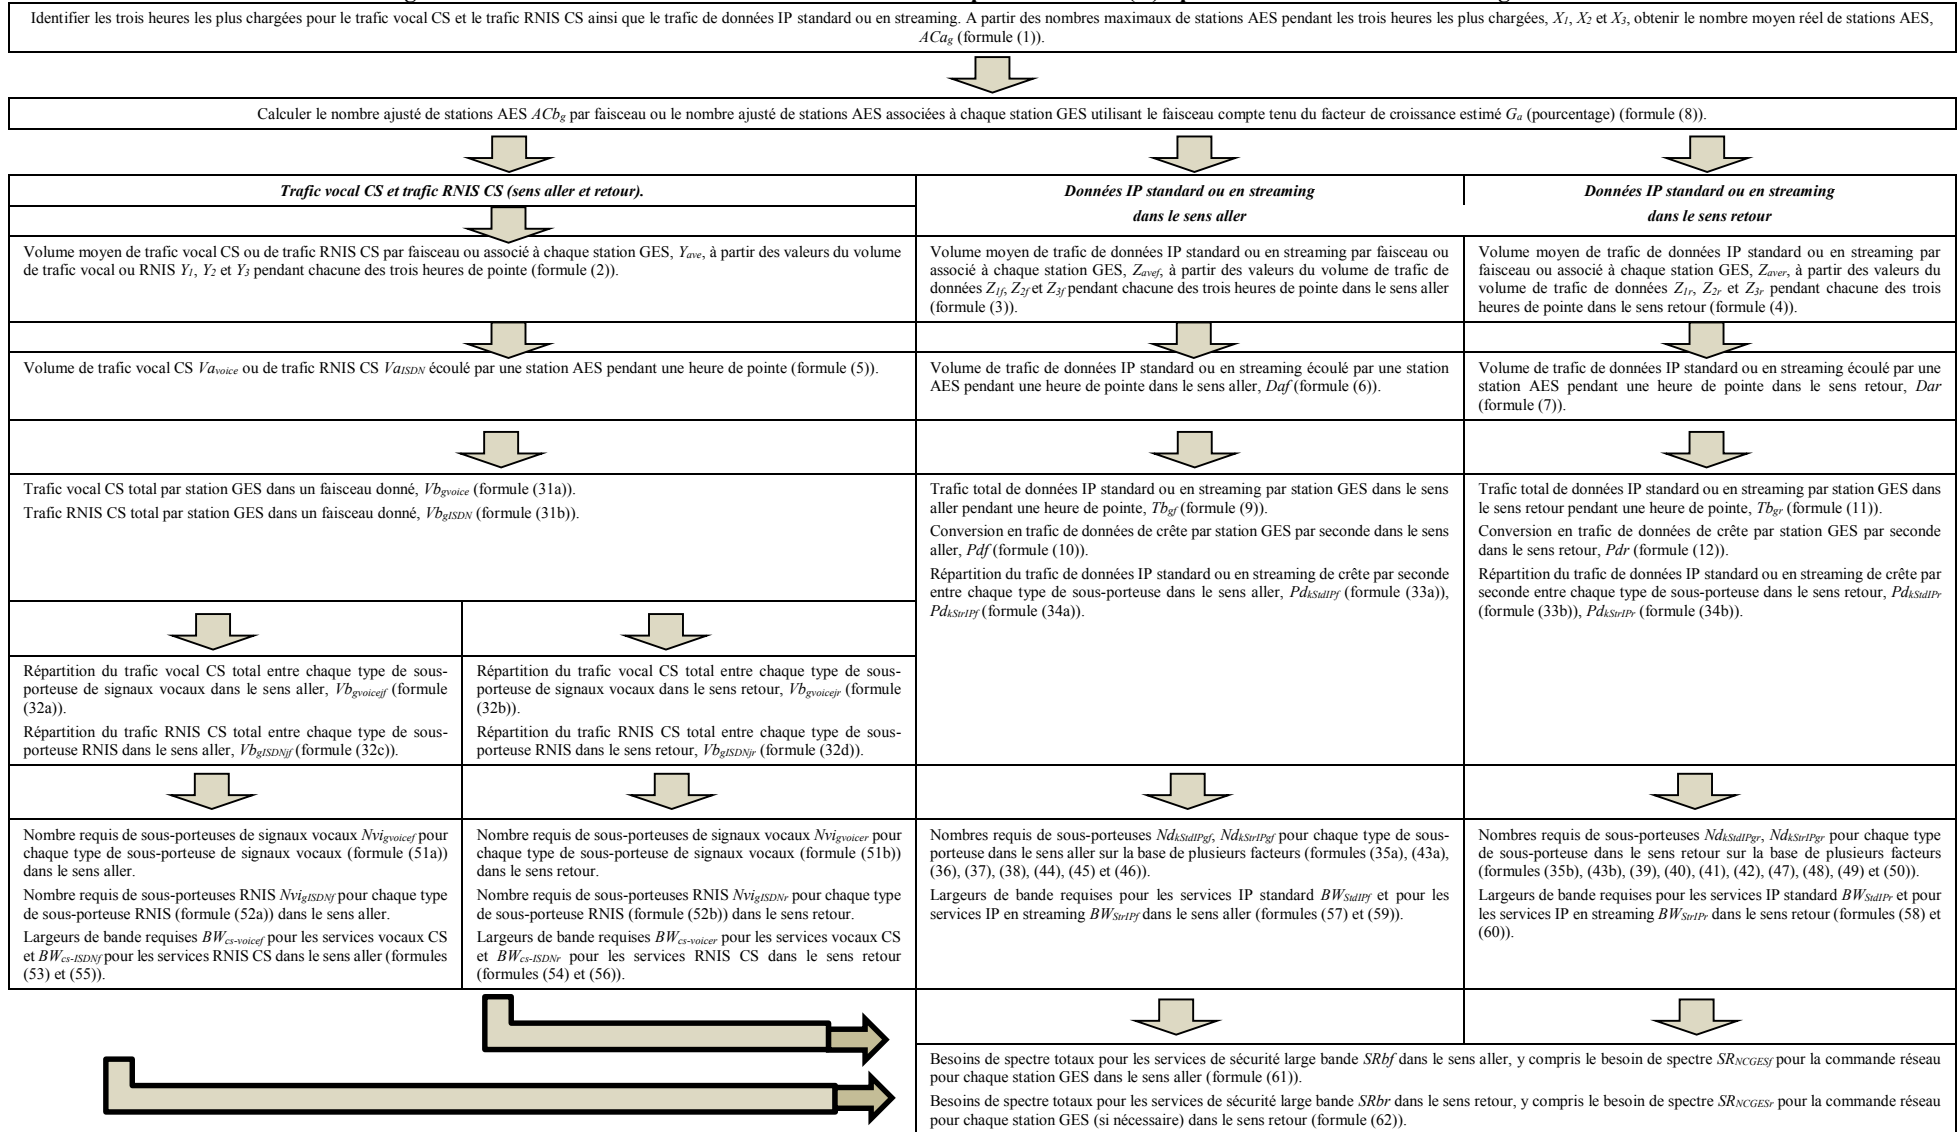 Identifier les trois heures les plus chargées pour le trafic vocal CS et le trafic RNIS CS ainsi que le trafic de données IP standard ou en streaming. A partir des nombres maximaux de stations AES pendant les trois heures les plus chargées, X1, X2 et X3, obtenir le nombre moyen réel de stations AES,
ACag (formule (1)).
Calculer le nombre ajusté de stations AES ACbg par faisceau ou le nombre ajusté de stations AES associées à chaque station GES utilisant le faisceau compte tenu du facteur de croissance estimé Ga (pourcentage) (formule (8)).
Trafic vocal CS et trafic RNIS CS (sens aller et retour).
Données IP standard ou en streaming
dans le sens aller
Données IP standard ou en streaming
dans le sens retour
Volume moyen de trafic vocal CS ou de trafic RNIS CS par faisceau ou associé à chaque station GES, Yave, à partir des valeurs du volume
de trafic vocal ou RNIS Y1, Y2 et Y3 pendant chacune des trois heures de pointe (formule (2)).
Volume moyen de trafic de données IP standard ou en streaming par faisceau ou
associé à chaque station GES, Zavef, à partir des valeurs du volume de trafic de
données Z1f, Z2f et Z3f pendant chacune des trois heures de pointe dans le sens aller
(formule (3)).
Volume moyen de trafic de données IP standard ou en streaming par
faisceau ou associé à chaque station GES, Zaver, à partir des valeurs du
volume de trafic de données Z1r, Z2r et Z3r pendant chacune des trois
heures de pointe dans le sens retour (formule (4)).
Volume de trafic vocal CS Vavoice ou de trafic RNIS CS VaISDN écoulé par une station AES pendant une heure de pointe (formule (5)).
Volume de trafic de données IP standard ou en streaming écoulé par une station
AES pendant une heure de pointe dans le sens aller, Daf (formule (6)).
Volume de trafic de données IP standard ou en streaming écoulé par une
station AES pendant une heure de pointe dans le sens retour, Dar
(formule (7)).
Trafic vocal CS total par station GES dans un faisceau donné, Vbgvoice (formule (31a)).
Trafic RNIS CS total par station GES dans un faisceau donné, VbgISDN (formule (31b)).
Trafic total de données IP standard ou en streaming par station GES dans le sens
aller pendant une heure de pointe, Tbgf (formule (9)).
Conversion en trafic de données de crête par station GES par seconde dans le sens
aller, Pdf (formule (10)).
Répartition du trafic de données IP standard ou en streaming de crête par seconde
entre chaque type de sous-porteuse dans le sens aller, PdkStdIPf (formule (33a)),
PdkStrIPf (formule (34a)).
Trafic total de données IP standard ou en streaming par station GES dans
le sens retour pendant une heure de pointe, Tbgr (formule (11)).
Conversion en trafic de données de crête par station GES par seconde
dans le sens retour, Pdr (formule (12)).
Répartition du trafic de données IP standard ou en streaming de crête par
seconde entre chaque type de sous-porteuse dans le sens retour, PdkStdIPr
(formule (33b)), PdkStrIPr (formule (34b)).
Répartition du trafic vocal CS total entre chaque type de sous-
porteuse de signaux vocaux dans le sens aller, Vbgvoicejf (formule
(32a)).
Répartition du trafic RNIS CS total entre chaque type de sous-
porteuse RNIS dans le sens aller, VbgISDNjf (formule (32c)).
Répartition du trafic vocal CS total entre chaque type de sous-
porteuse de signaux vocaux dans le sens retour, Vbgvoicejr (formule
(32b)).
Répartition du trafic RNIS CS total entre chaque type de sous-
porteuse RNIS dans le sens retour, VbgISDNjr (formule (32d)).
Nombre requis de sous-porteuses de signaux vocaux Nvigvoicef pour
chaque type de sous-porteuse de signaux vocaux (formule (51a))
dans le sens aller.
Nombre requis de sous-porteuses RNIS NvigISDNf pour chaque type
de sous-porteuse RNIS (formule (52a)) dans le sens aller.
Largeurs de bande requises BWcs-voicef pour les services vocaux CS
et BWcs-ISDNf pour les services RNIS CS dans le sens aller (formules
(53) et (55)).
Nombre requis de sous-porteuses de signaux vocaux Nvigvoicer pour
chaque type de sous-porteuse de signaux vocaux (formule (51b))
dans le sens retour.
Nombre requis de sous-porteuses RNIS NvigISDNr pour chaque type
de sous-porteuse RNIS (formule (52b)) dans le sens retour.
Largeurs de bande requises BWcs-voicer pour les services vocaux CS
et BWcs-ISDNr pour les services RNIS CS dans le sens retour
(formules (54) et (56)).
Nombres requis de sous-porteuses NdkStdIPgf, NdkStrIPgf pour chaque type de sous-
porteuse dans le sens aller sur la base de plusieurs facteurs (formules (35a), (43a),
(36), (37), (38), (44), (45) et (46)).
Largeurs de bande requises pour les services IP standard BWStdIPf et pour les
services IP en streaming BWStrIPf dans le sens aller (formules (57) et (59)).
Nombres requis de sous-porteuses NdkStdIPgr, NdkStrIPgr pour chaque type
de sous-porteuse dans le sens retour sur la base de plusieurs facteurs
(formules (35b), (43b), (39), (40), (41), (42), (47), (48), (49) et (50)).
Largeurs de bande requises pour les services IP standard BWStdIPr et pour
les services IP en streaming BWStrIPr dans le sens retour (formules (58) et
(60)).
Besoins de spectre totaux pour les services de sécurité large bande SRbf dans le sens aller, y compris le besoin de spectre SRNCGESf pour la commande réseau
pour chaque station GES dans le sens aller (formule (61)).
Besoins de spectre totaux pour les services de sécurité large bande SRbr dans le sens retour, y compris le besoin de spectre SRNCGESr pour la commande réseau
pour chaque station GES (si nécessaire) dans le sens retour (formule (62)).